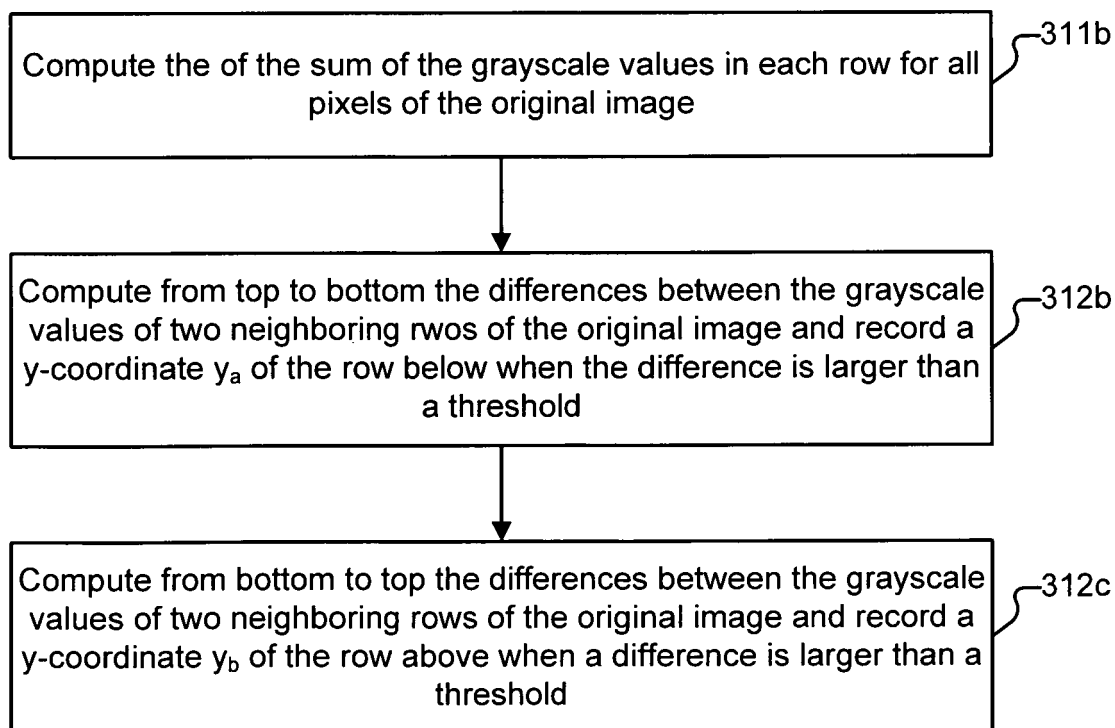 311b
Compute the of the sum of the grayscale values in each row for all
pixels of the original image
312b
Compute from top to bottom the differences between the grayscale
values of two neighboring rwos of the original image and record a
y-coordinate yₐ of the row below when the difference is larger than
a threshold
312c
Compute from bottom to top the differences between the grayscale
values of two neighboring rows of the original image and record a
y-coordinate y_b of the row above when a difference is larger than a
threshold